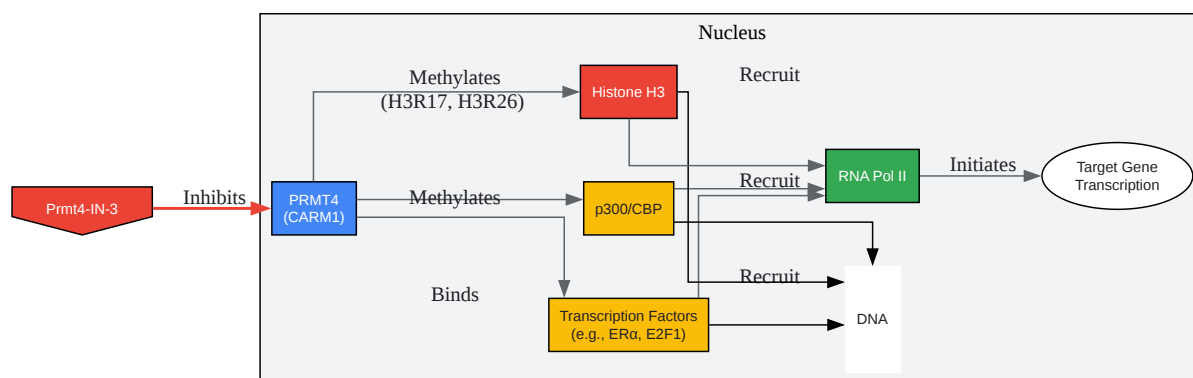 Nucleus
Methylates
(H3R17, H3R26)
Histone H3
Recruit
Prmt4-IN-3
Inhibits
PRMT4
(CARM1)
Methylates
p300/CBP
Recruit
RNA Pol II
Initiates
Target Gene
Transcription
Binds
Transcription Factors
(e.g., ERα, E2F1)
Recruit
DNA